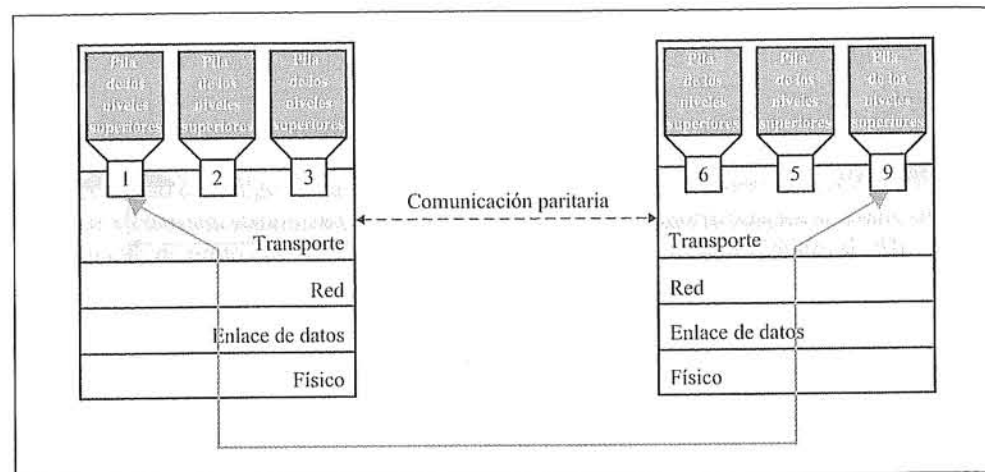 Pila
de los
niveles
superiores
Pila
de los
niveles
superiores
Pila
de los
niveles
superiores
1
2
3
Pila
de los
niveles
superiores
Pila
de los
niveles
superiores
Pila
de los
niveles
superiores
6
5
9
Comunicación paritaria
Transporte
Red
Enlace de datos
Físico
Transporte
Red
Enlace de datos
Físico